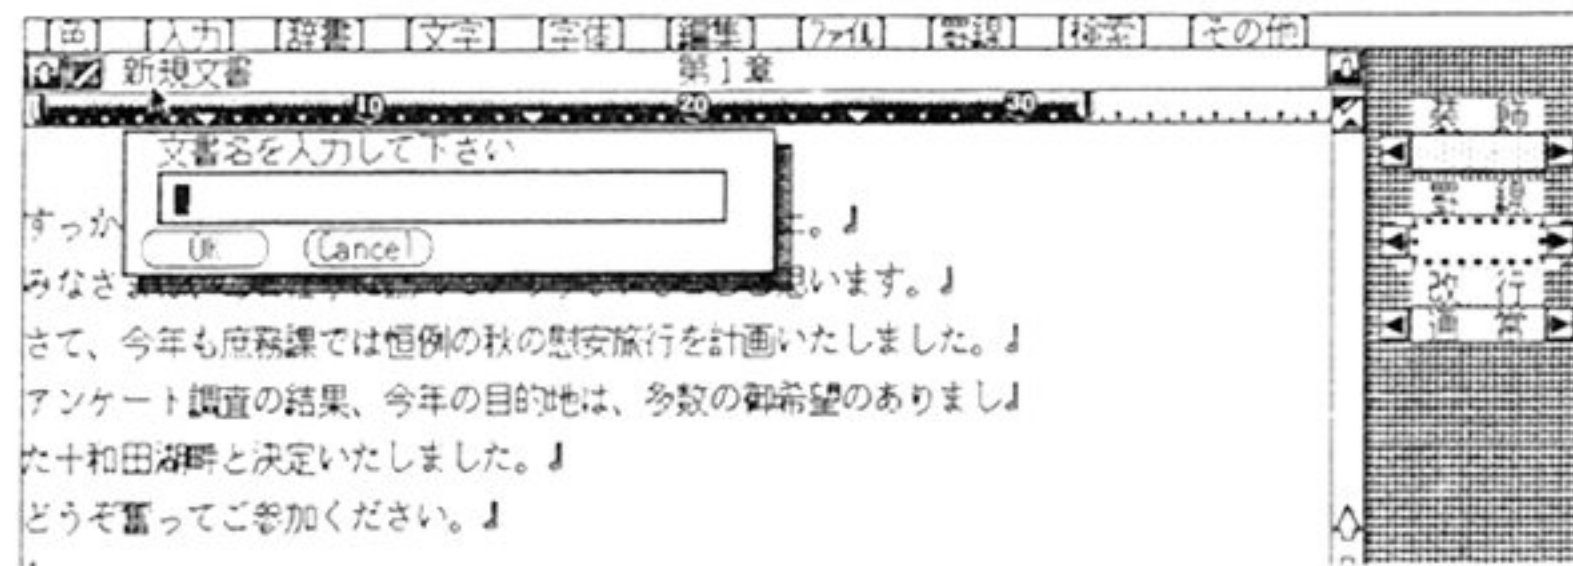 色 入力 辞書 文字 字体 編集 ファイル 罫線 検索 その他
新規文書 第1章
10 20 30
装飾
文書名を入力して下さい
罫線
すっか 。
OK Cancel
みなさ 思います。
改行
さて、今年も庶務課では恒例の秋の慰安旅行を計画いたしました。
通常
アンケート調査の結果、今年の目的地は、多数の御希望のありまし
た十和田湖畔と決定いたしました。
どうぞ奮ってご参加ください。